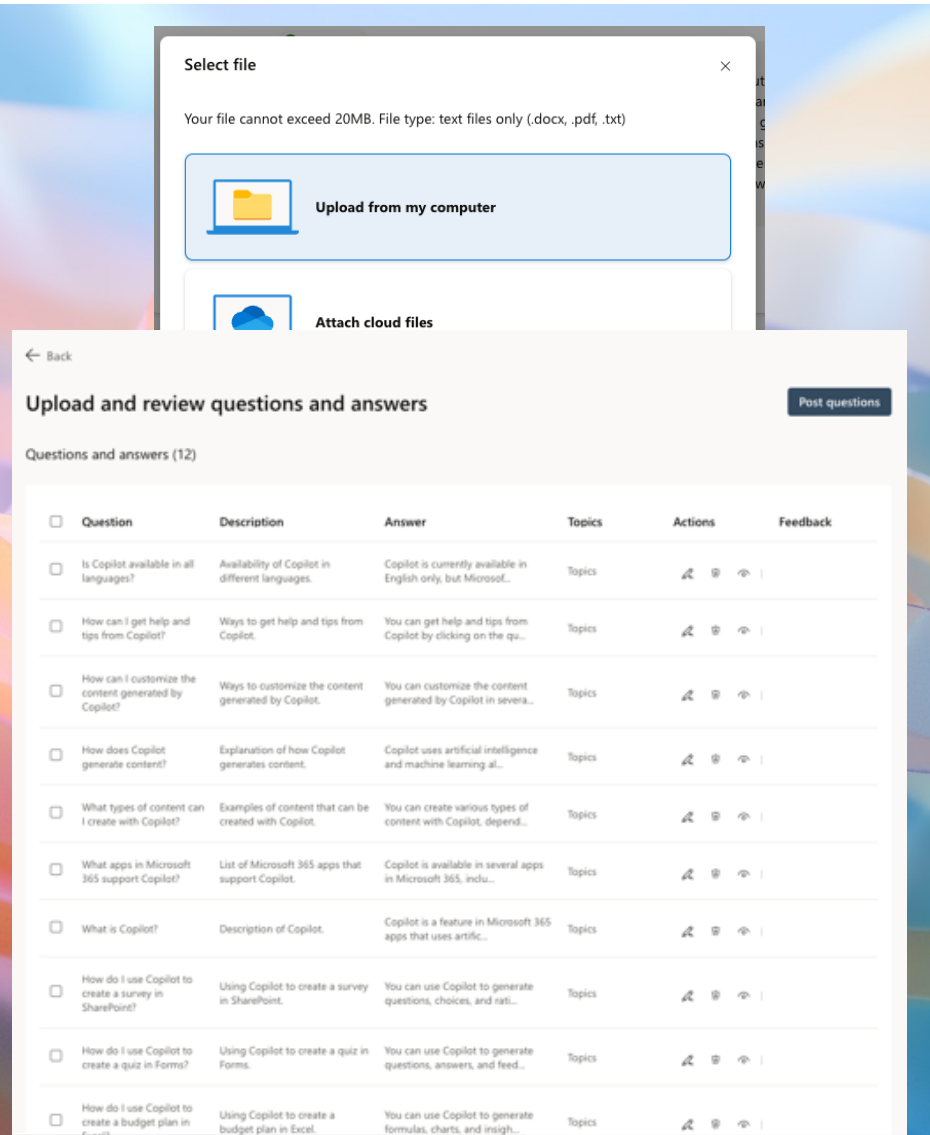 Select file
Your file cannot exceed 20MB. File type: text files only (.docx, .pdf, .txt)
Upload from my computer
Attach cloud files
Back
Upload and review questions and answers
Post questions
Questions and answers (12)
Question Description Answer Topics Actions Feedback
Is Copilot available in all
languages?
Availability of Copilot in
different languages.
Copilot is currently available in
English only, but Microsof...
Topics
How can I get help and
tips from Copilot?
Ways to get help and tips from
Copilot.
You can get help and tips from
Copilot by clicking on the qu...
Topics
How can I customize the
content generated by
Copilot?
Ways to customize the content
generated by Copilot.
You can customize the content
generated by Copilot in severa...
Topics
How does Copilot
generate content?
Explanation of how Copilot
generates content.
Copilot uses artificial intelligence
and machine learning al...
Topics
What types of content can
I create with Copilot?
Examples of content that can be
created with Copilot.
You can create various types of
content with Copilot, depend...
Topics
What apps in Microsoft
365 support Copilot?
List of Microsoft 365 apps that
support Copilot.
Copilot is available in several apps
in Microsoft 365, inclu...
Topics
What is Copilot?
Description of Copilot.
Copilot is a feature in Microsoft 365
apps that uses artific...
Topics
How do I use Copilot to
create a survey in
SharePoint?
Using Copilot to create a survey
in SharePoint.
You can use Copilot to generate
questions, choices, and rati...
Topics
How do I use Copilot to
create a quiz in Forms?
Using Copilot to create a quiz in
Forms.
You can use Copilot to generate
questions, answers, and feed...
Topics
How do I use Copilot to
create a budget plan in
Using Copilot to create a
budget plan in Excel.
You can use Copilot to generate
formulas, charts, and insigh...
Topics